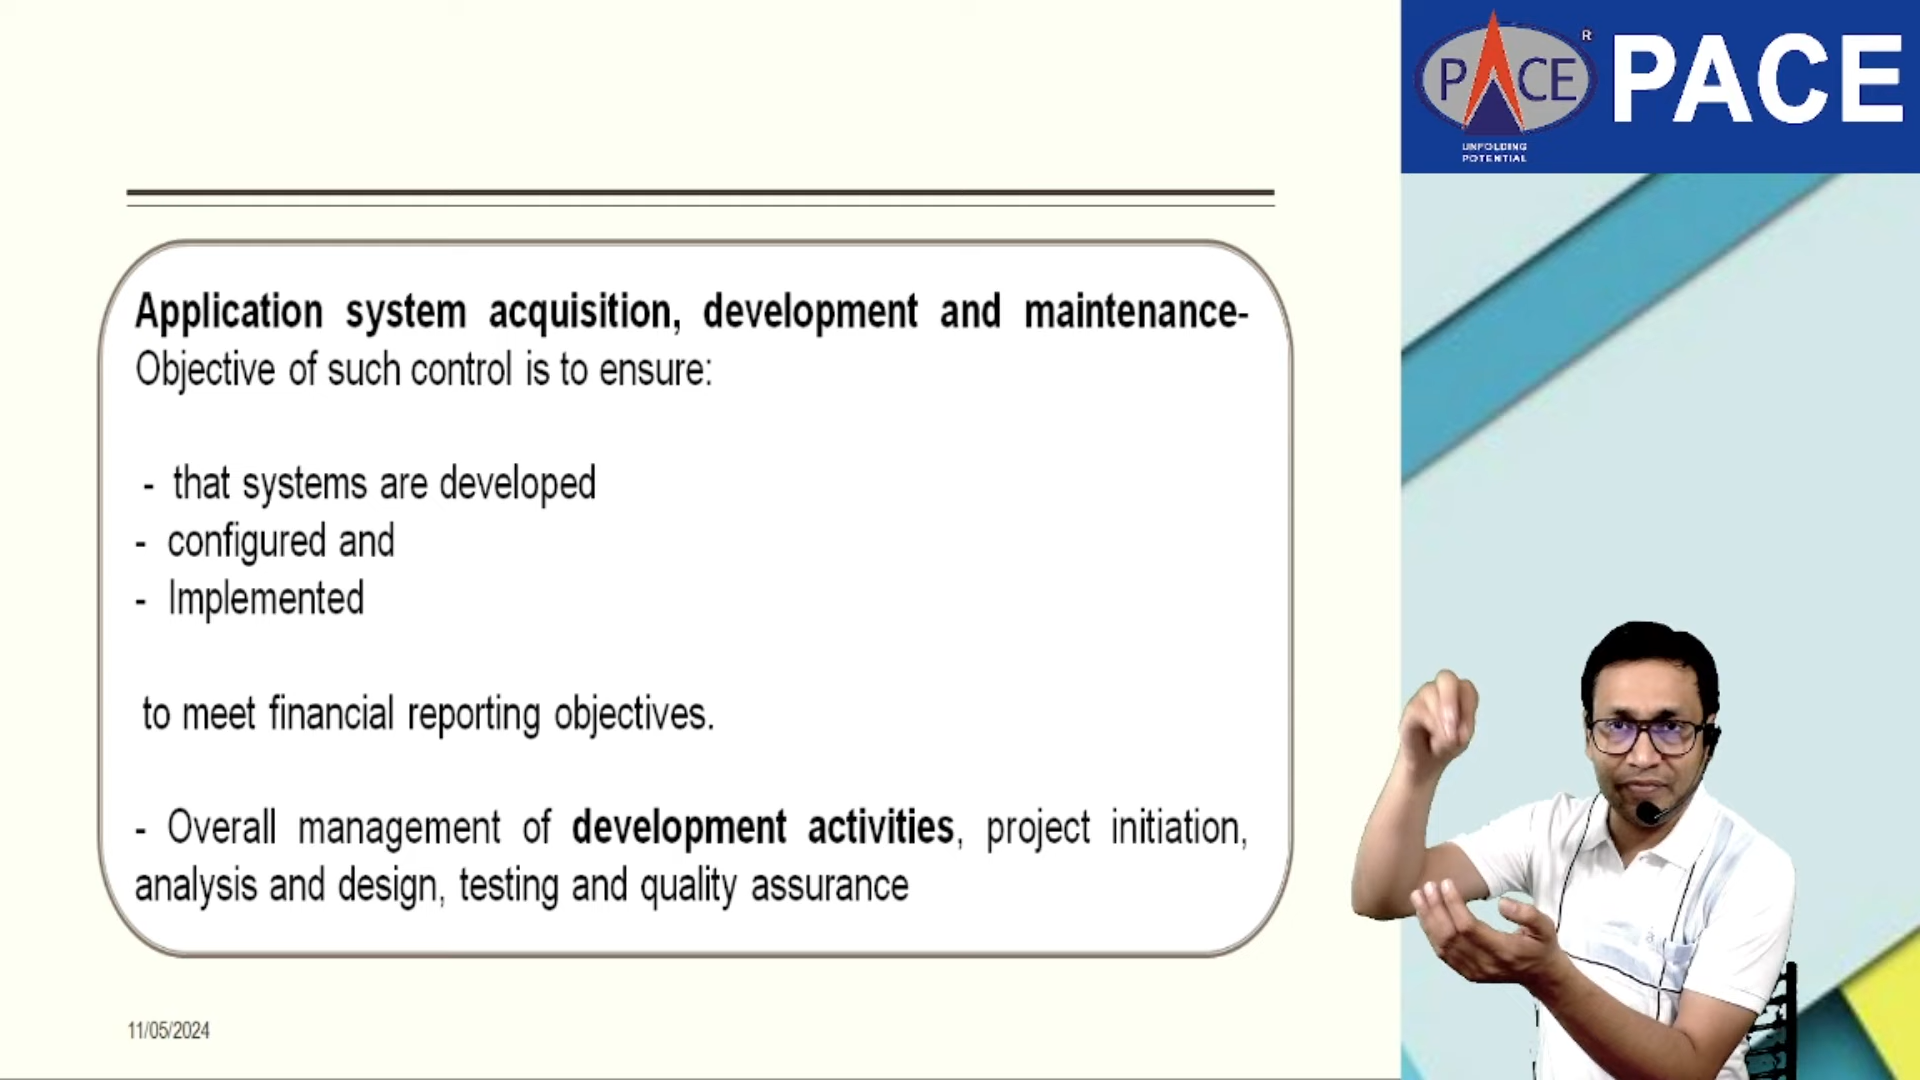 PACE
R
PACE
UNFOLDING
POTENTIAL
Application system acquisition, development and maintenance-
Objective of such control is to ensure:
- that systems are developed
- configured and
- Implemented
to meet financial reporting objectives.
- Overall management of development activities, project initiation,
analysis and design, testing and quality assurance
11/05/2024